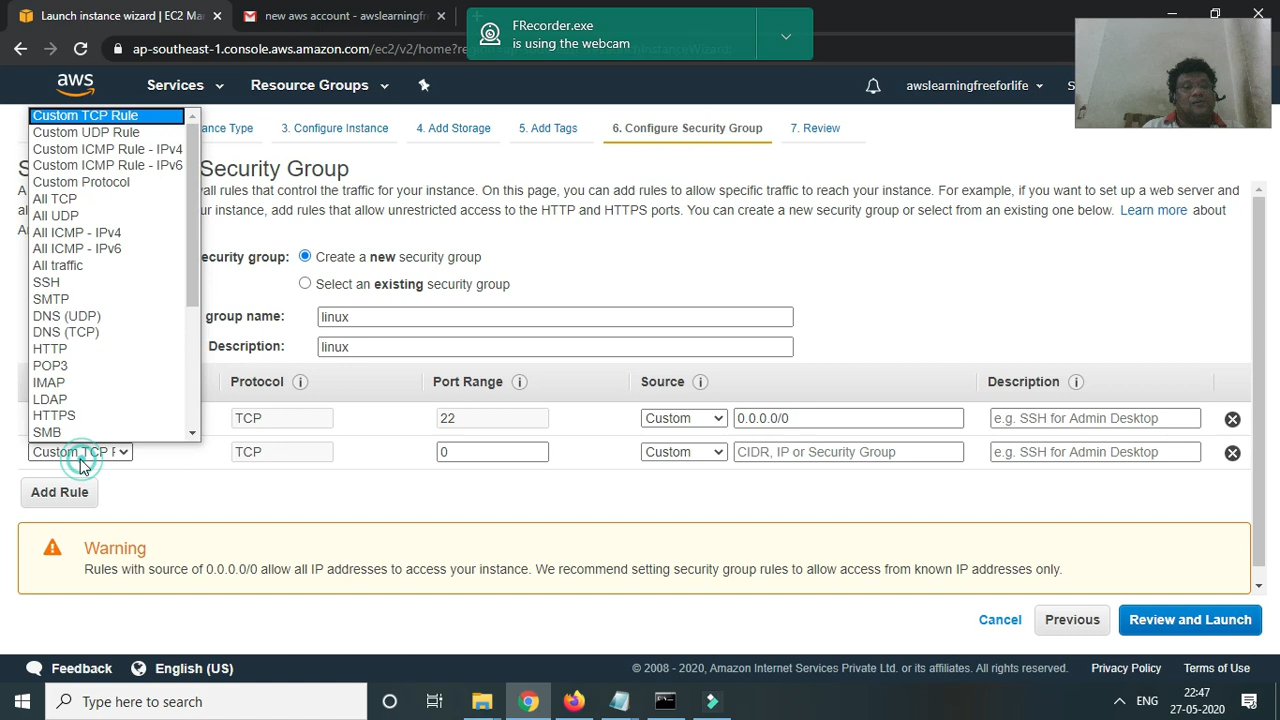 Launch instance wizard | EC2 Mar
new aws account - awslearningfr
FRecorder.exe
is using the webcam
ap-southeast-1.console.aws.amazon.com/ec2/v2/home?
aws
Services
Resource Groups
awslearningfreeforlife
nce Type
3. Configure Instance
4. Add Storage
5. Add Tags
6. Configure Security Group
7. Review
Security Group
vall rules that control the traffic for your instance. On this page, you can add rules to allow specific traffic to reach your instance. For example, if you want to set up a web server and
our instance, add rules that allow unrestricted access to the HTTP and HTTPS ports. You can create a new security group or select from an existing one below. Learn more about
Custom TCP Rule
Custom UDP Rule
Custom ICMP Rule - IPv4
Custom ICMP Rule - IPv6
Custom Protocol
All TCP
All UDP
All ICMP - IPv4
All ICMP - IPv6
All traffic
SSH
SMTP
DNS (UDP)
DNS (TCP)
HTTP
POP3
IMAP
LDAP
HTTPS
SMB
ecurity group:
Create a new security group
Select an existing security group
group name:
linux
Description:
linux
Protocol
Port Range
Source
Description
TCP
22
Custom
0.0.0.0/0
e.g. SSH for Admin Desktop
Custom TCP F
TCP
0
Custom
CIDR, IP or Security Group
e.g. SSH for Admin Desktop
Add Rule
Warning
Rules with source of 0.0.0.0/0 allow all IP addresses to access your instance. We recommend setting security group rules to allow access from known IP addresses only.
Cancel
Previous
Review and Launch
Feedback
English (US)
© 2008 - 2020, Amazon Internet Services Private Ltd. or its affiliates. All rights reserved.
Privacy Policy
Terms of Use
Type here to search
ENG
22:47
27-05-2020